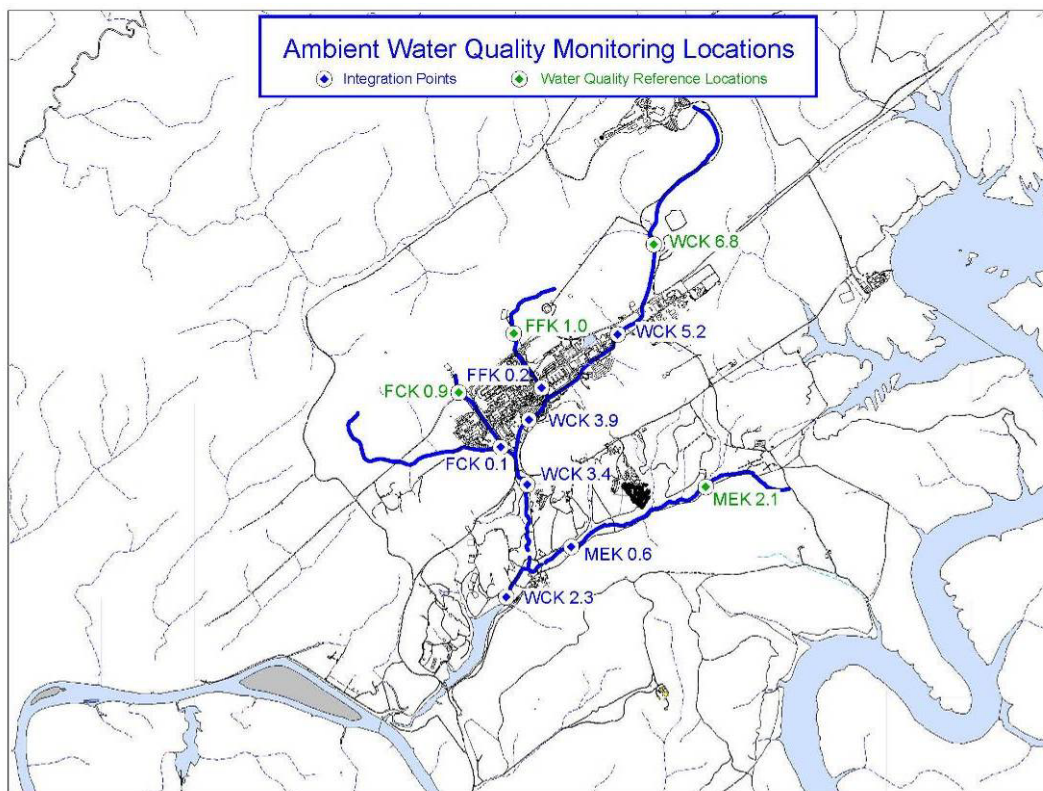 Ambient Water Quality Monitoring Locations
Integration Points Water Quality Reference Locations
WCK 6.8
FFK 1.0
WCK 5.2
FFK 0.2
FCK 0.9
WCK 3.9
FCK 0.1
WCK 3.4
MEK 2.1
MEK 0.6
WCK 2.3